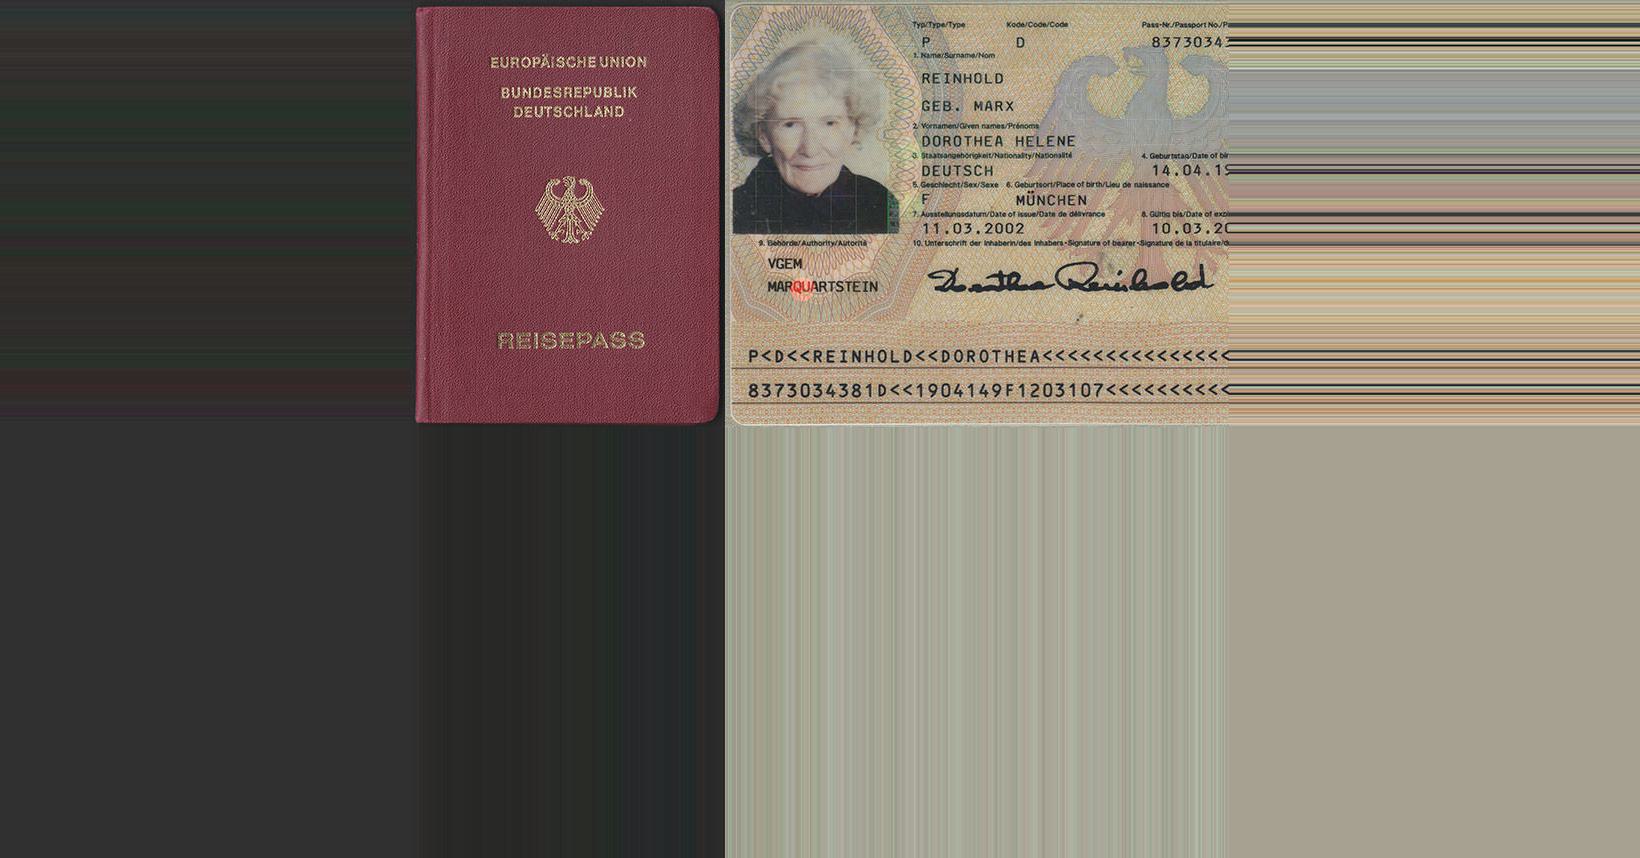 EUROPÄISCHE UNION
BUNDESREPUBLIK
DEUTSCHLAND
REISEPASS
Typ/Type/Type Kode/Code/Code Pass-Nr./Passport No./P
P D 8373034
1. Name/Surname/Nom
REINHOLD
GEB. MARX
2. Vornamen/Given names/Prénoms
DOROTHEA HELENE
3. Staatsangehörigkeit/Nationality/Nationalité 4. Geburtstag/Date of bir
DEUTSCH 14.04.19
5. Geschlecht/Sex/Sexe 6. Geburtsort/Place of birth/Lieu de naissance
F MÜNCHEN
7. Ausstellungsdatum/Date of issue/Date de délivrance 8. Gültig bis/Date of exp
11.03.2002 10.03.20
9. Behörde/Authority/Autorité 10. Unterschrift der Inhaberin/des Inhabers-Signature of bearer-Signature de la titulaire/d
VGEM
MARQUARTSTEIN
Dorothea Reinhold
P<D<<REINHOLD<<DOROTHEA<<<<<<<<<<<<<<<
8373034381D<<1904149F1203107<<<<<<<<<<